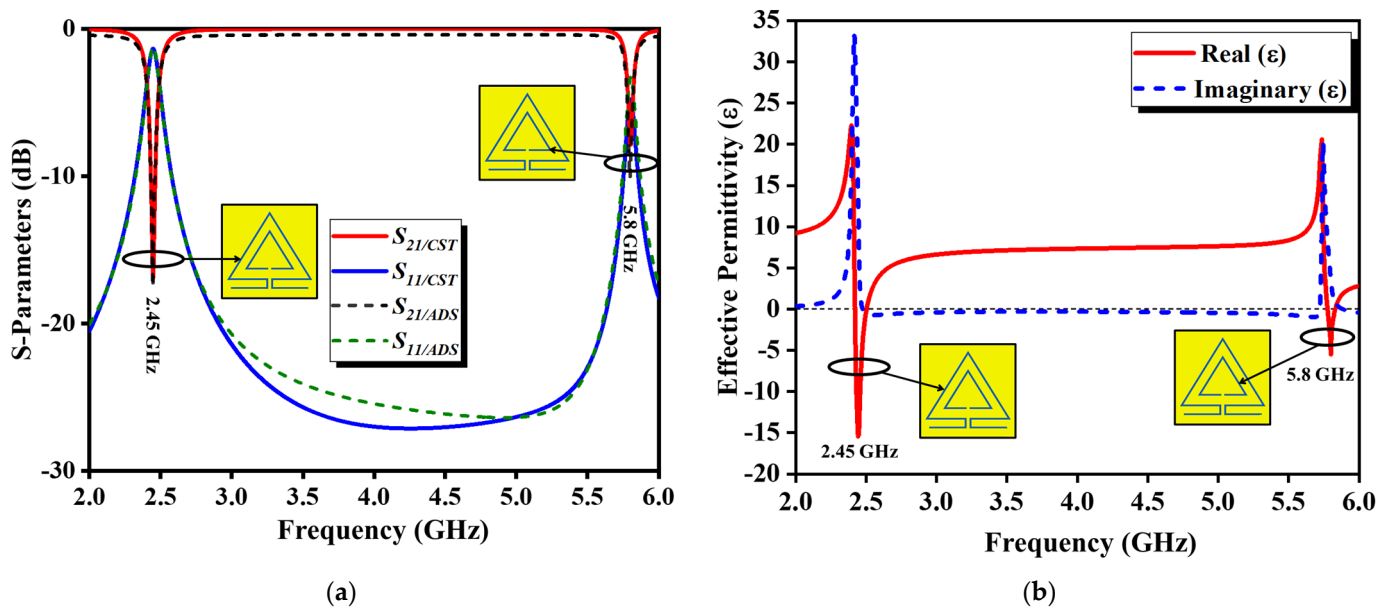 S-Parameters (dB)
0
-10
-20
-30
2.0 2.5 3.0 3.5 4.0 4.5 5.0 5.5 6.0
Frequency (GHz)
2.45 GHz
5.8 GHz
S21/CST
S11/CST
S21/ADS
S11/ADS
(a)
Effective Permittivity (ε)
35
30
25
20
15
10
5
0
-5
-10
-15
-20
2.0 2.5 3.0 3.5 4.0 4.5 5.0 5.5 6.0
Frequency (GHz)
Real (ε)
Imaginary (ε)
2.45 GHz
5.8 GHz
(b)